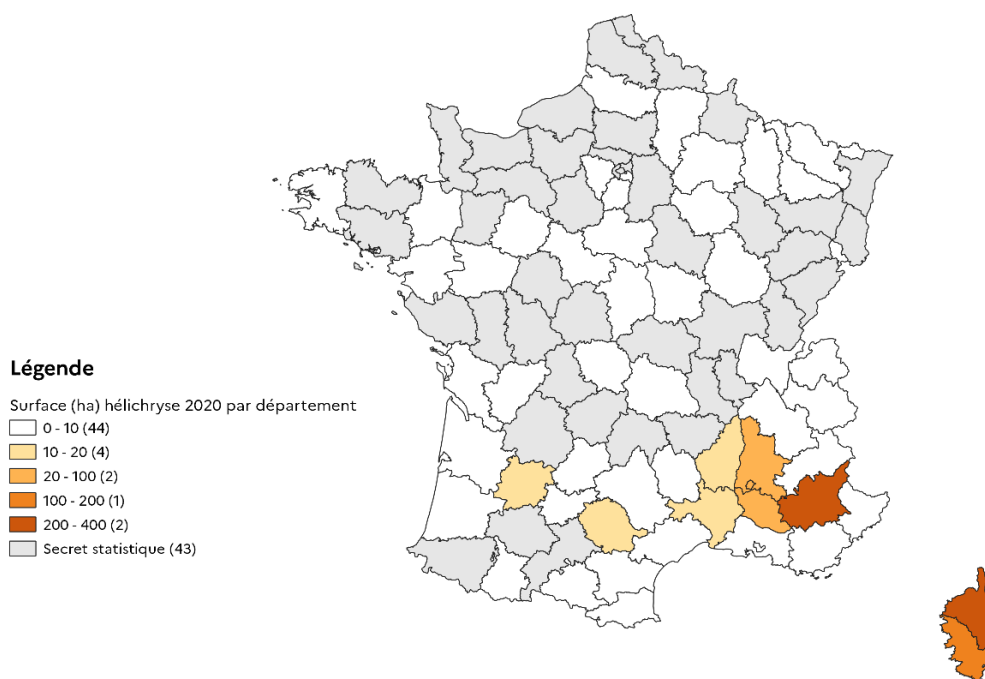 Légende
Surface (ha) hélichryse 2020 par département
0 - 10 (44)
10 - 20 (4)
20 - 100 (2)
100 - 200 (1)
200 - 400 (2)
Secret statistique (43)